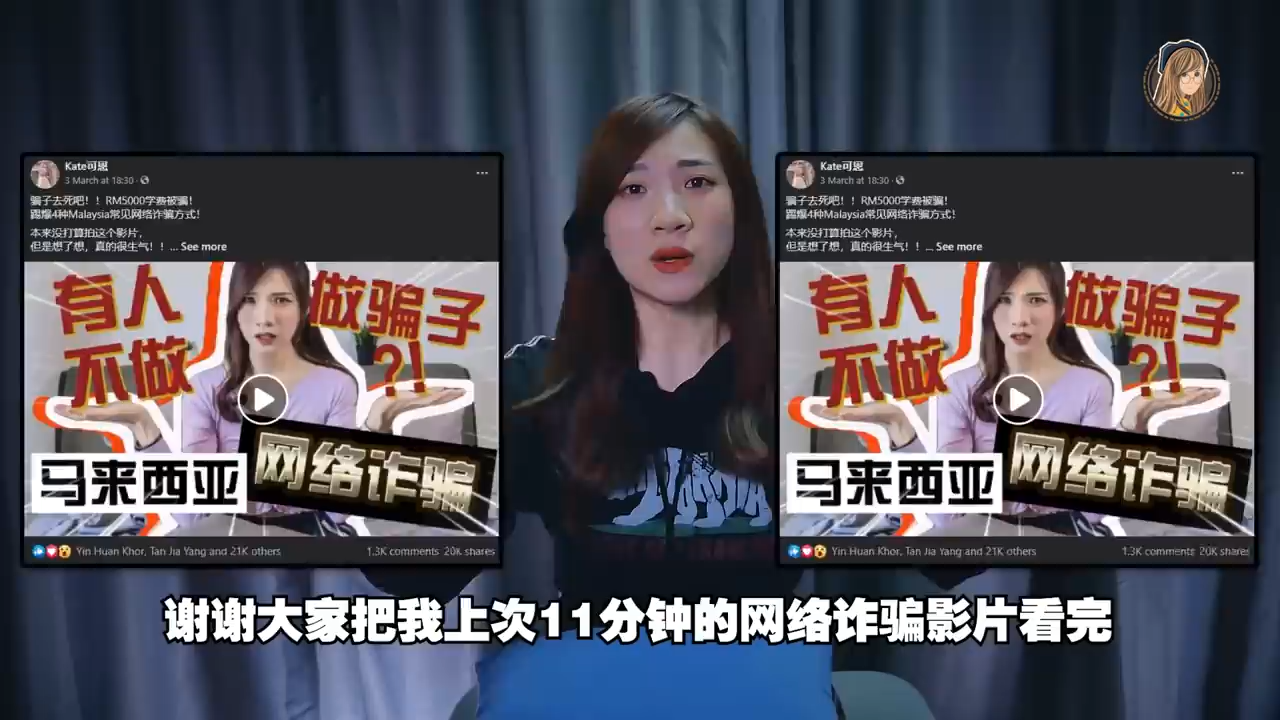 Kate可恩
3 March at 18:30
骗子去死吧！！RM5000学费被骗！
踢爆4种Malaysia常见网络诈骗方式！
本来没打算拍这个影片，
但是想了想，真的很生气！！... See more
有人 做骗子
不做 ?!
网络诈骗
马来西亚
Yin Huan Khor, Tan Jia Yang and 21K others
1.3K comments 20K shares
Kate可恩
3 March at 18:30
骗子去死吧！！RM5000学费被骗！
踢爆4种Malaysia常见网络诈骗方式！
本来没打算拍这个影片，
但是想了想，真的很生气！！... See more
有人 做骗子
不做 ?!
网络诈骗
马来西亚
Yin Huan Khor, Tan Jia Yang and 21K others
1.3K comments 20K shares
谢谢大家把我上次11分钟的网络诈骗影片看完